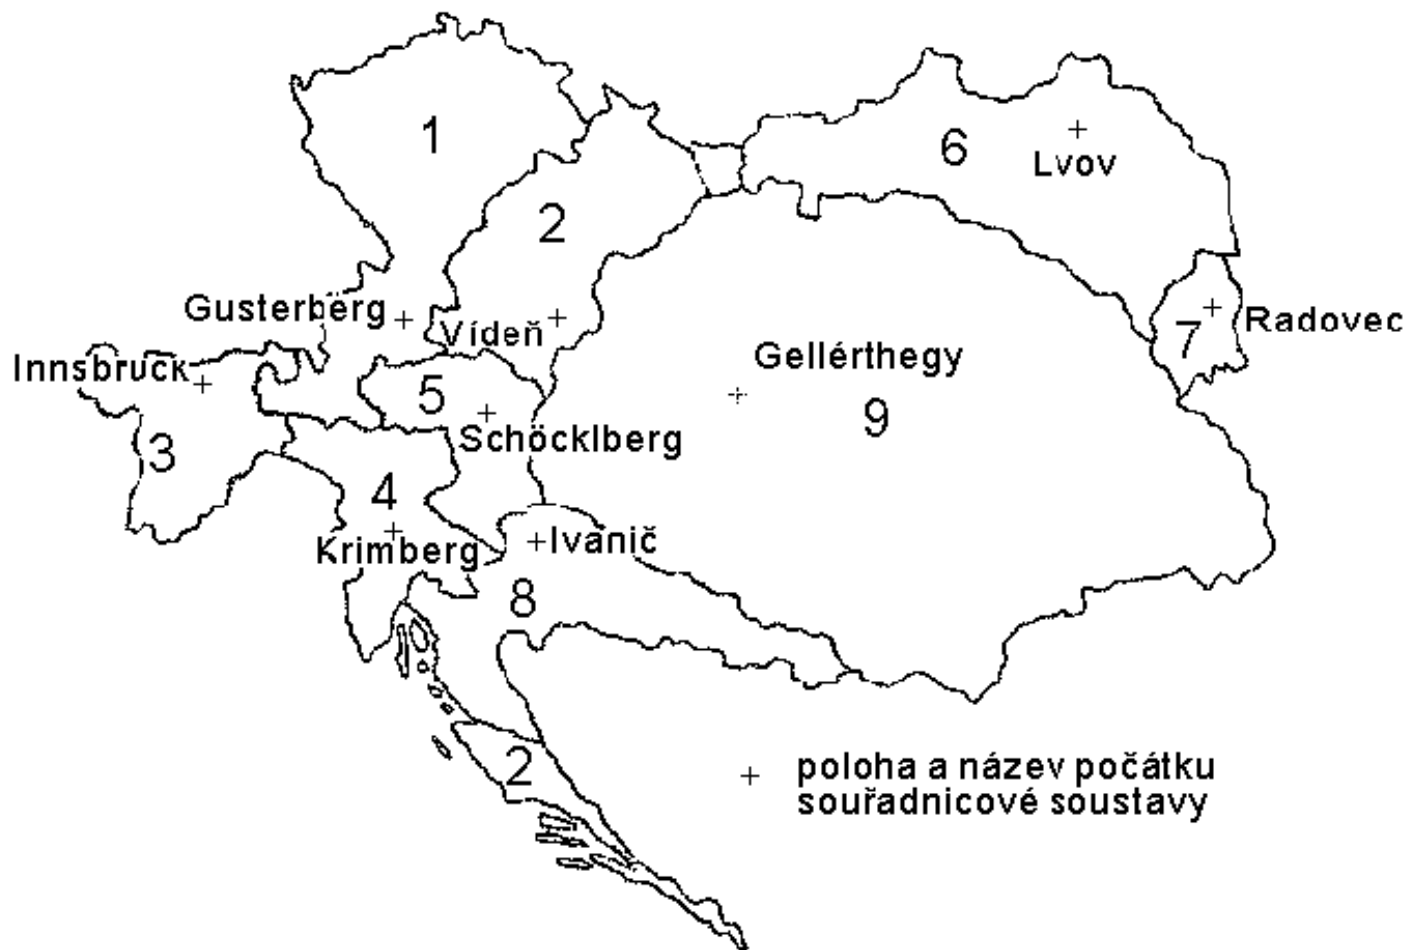 1
6
Lvov
2
Gusterberg
Vídeň
7
Radovec
Innsbruck
Gellérthegy
5
9
Schöcklberg
3
4
Krimberg
Ivanič
8
2
poloha a název počátku
souřadnicové soustavy